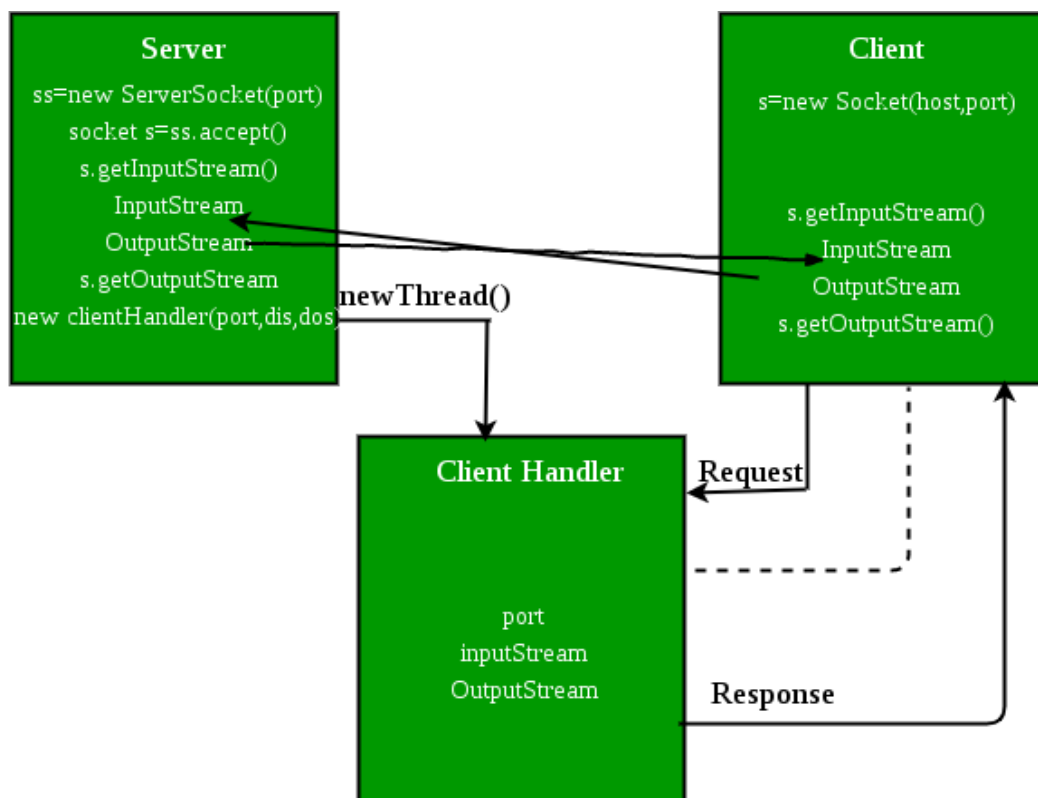 Server
ss=new ServerSocket(port)
socket s=ss.accept()
s.getInputStream()
InputStream
OutputStream
s.getOutputStream
new clientHandler(port,dis,dos)
newThread()
Client
s=new Socket(host,port)
s.getInputStream()
InputStream
OutputStream
s.getOutputStream()
Client Handler
port
inputStream
OutputStream
Request
Response